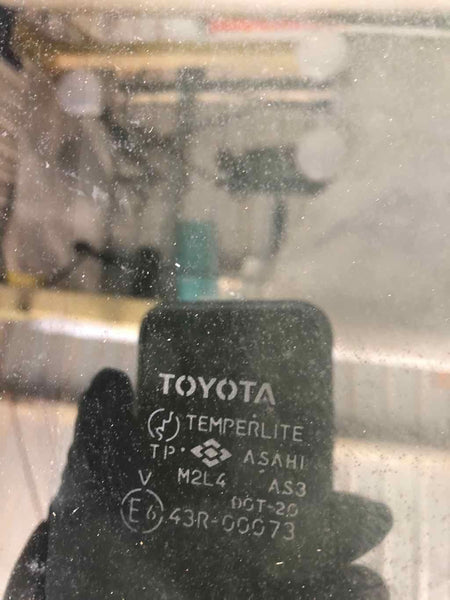 TOYOTA
TEMPERLITE
TP ASAHI
M2L4 AS3
V DOT-20
E6 43R-00073